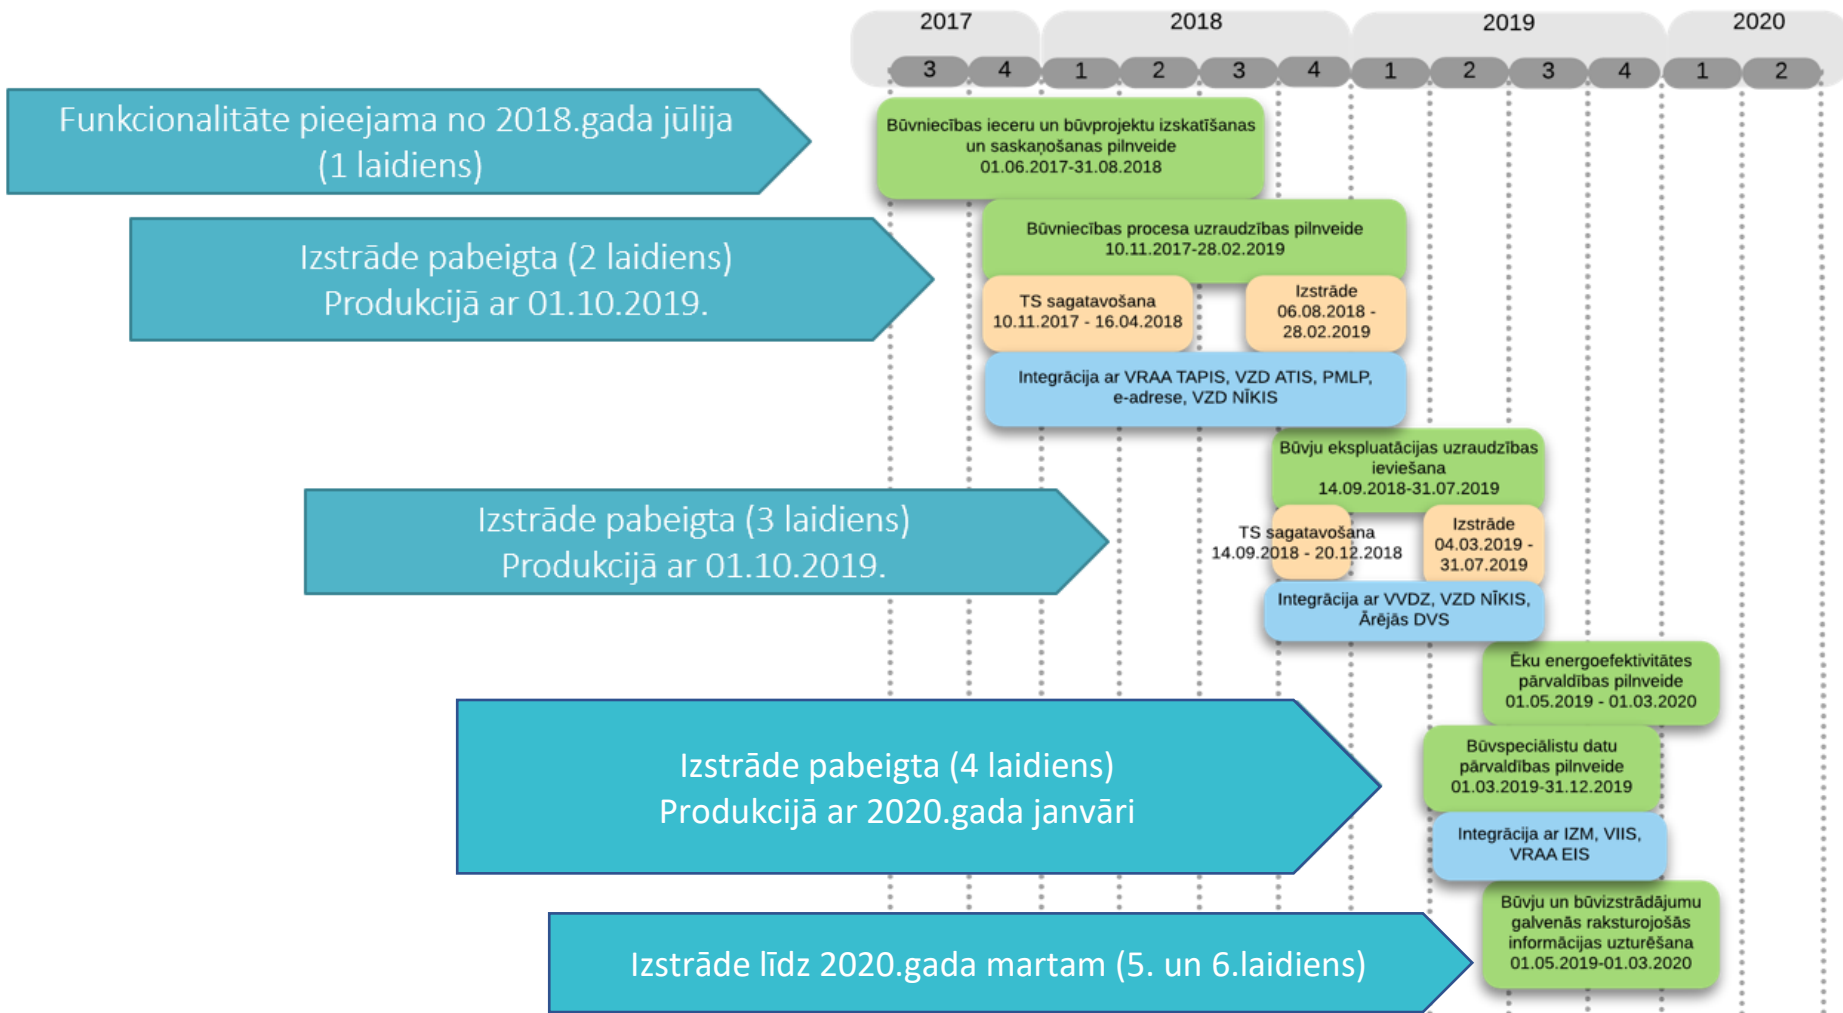 2017
2018
2019
2020
3
4
1
2
3
4
1
2
3
4
1
2
Funkcionalitāte pieejama no 2018.gada jūlija
(1 laidiens)
Būvniecības ieceru un būvprojektu izskatīšanas
un saskaņošanas pilnveide
01.06.2017-31.08.2018
Izstrāde pabeigta (2 laidiens)
Produkcijā ar 01.10.2019.
Būvniecības procesa uzraudzības pilnveide
10.11.2017-28.02.2019
TS sagatavošana
10.11.2017 - 16.04.2018
Izstrāde
06.08.2018 -
28.02.2019
Integrācija ar VRAA TAPIS, VZD ATIS, PMLP,
e-adrese, VZD NĪKIS
Izstrāde pabeigta (3 laidiens)
Produkcijā ar 01.10.2019.
Būvju ekspluatācijas uzraudzības
ieviešana
14.09.2018-31.07.2019
TS sagatavošana
14.09.2018 - 20.12.2018
Izstrāde
04.03.2019 -
31.07.2019
Integrācija ar VVDZ, VZD NĪKIS,
Ārējās DVS
Ēku energoefektivitātes
pārvaldības pilnveide
01.05.2019 - 01.03.2020
Izstrāde pabeigta (4 laidiens)
Produkcijā ar 2020.gada janvāri
Būvspeciālistu datu
pārvaldības pilnveide
01.03.2019-31.12.2019
Integrācija ar IZM, VIIS,
VRAA EIS
Izstrāde līdz 2020.gada martam (5. un 6.laidiens)
Būvju un būvizstrādājumu
galvenās raksturojošās
informācijas uzturēšana
01.05.2019-01.03.2020